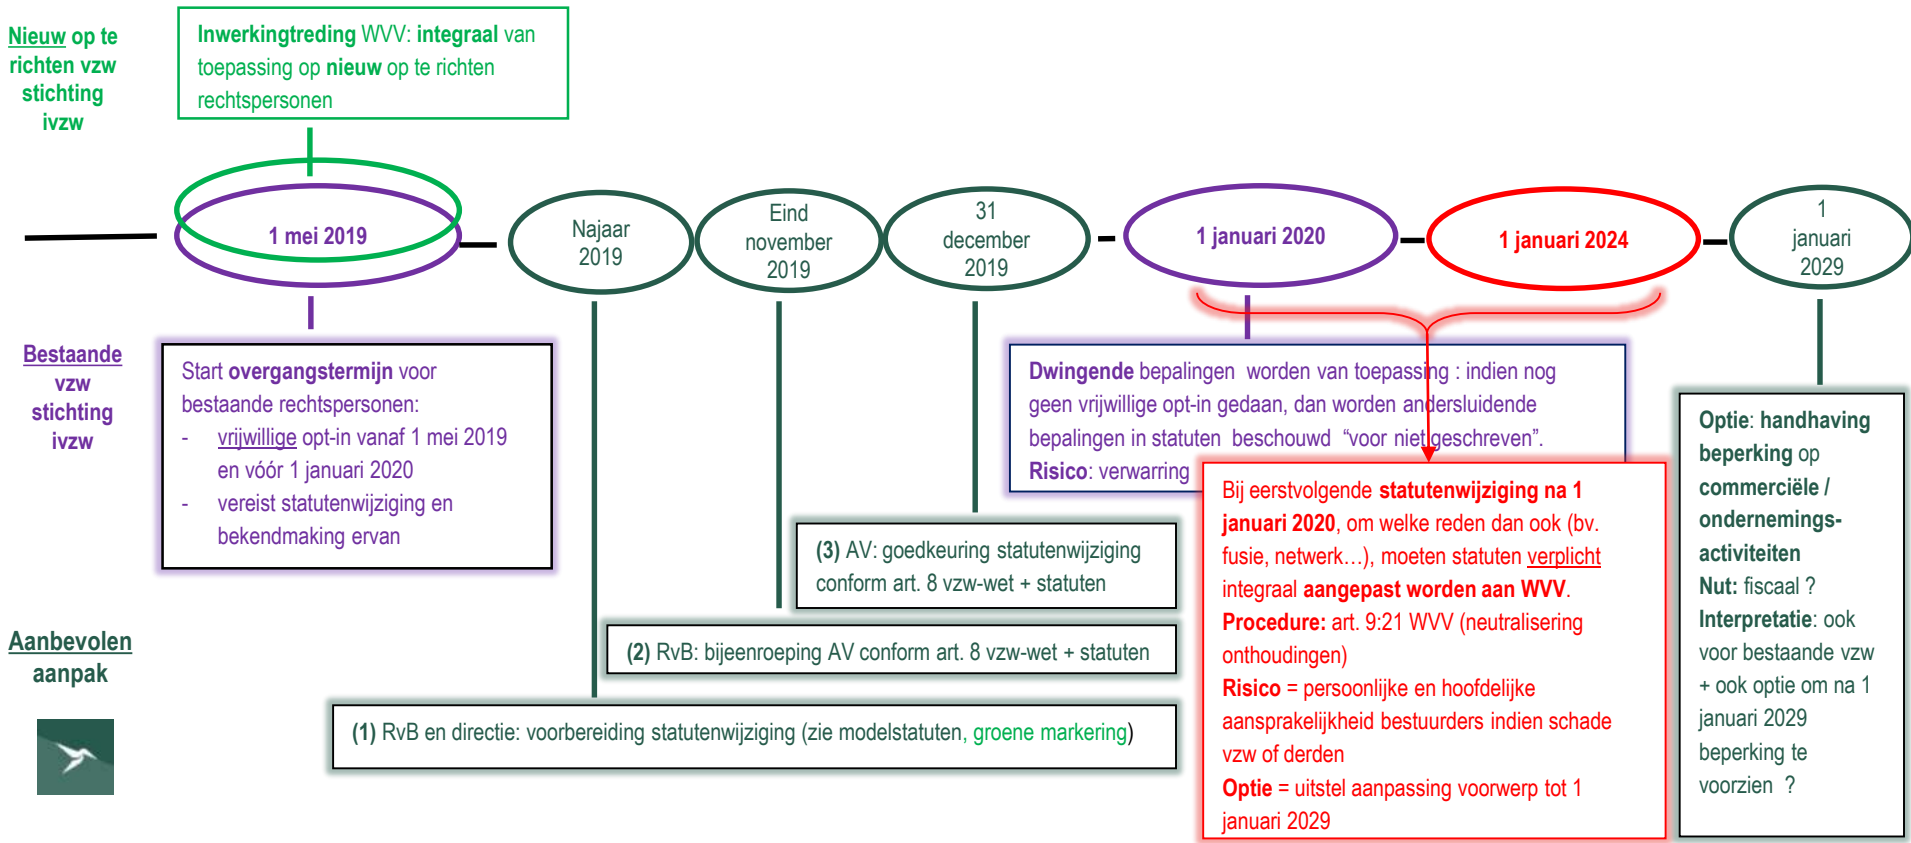 Nieuw op te
richten vzw
stichting
ivzw
Inwerkingtreding WVV: integraal van
toepassing op nieuw op te richten
rechtspersonen
1 mei 2019
Najaar
2019
Eind
november
2019
31
december
2019
1 januari 2020
1 januari 2024
1
januari
2029
Bestaande
vzw
stichting
ivzw
Start overgangstermijn voor
bestaande rechtspersonen:
- vrijwillige opt-in vanaf 1 mei 2019
en vóór 1 januari 2020
- vereist statutenwijziging en
bekendmaking ervan
Dwingende bepalingen worden van toepassing : indien nog
geen vrijwillige opt-in gedaan, dan worden andersluidende
bepalingen in statuten beschouwd “voor niet geschreven”.
Risico: verwarring
Bij eerstvolgende statutenwijziging na 1
januari 2020, om welke reden dan ook (bv.
fusie, netwerk…), moeten statuten verplicht
integraal aangepast worden aan WVV.
Procedure: art. 9:21 WVV (neutralisering
onthoudingen)
Risico = persoonlijke en hoofdelijke
aansprakelijkheid bestuurders indien schade
vzw of derden
Optie = uitstel aanpassing voorwerp tot 1
januari 2029
Optie: handhaving
beperking op
commerciële /
ondernemings-
activiteiten
Nut: fiscaal ?
Interpretatie: ook
voor bestaande vzw
+ ook optie om na 1
januari 2029
beperking te
voorzien ?
Aanbevolen
aanpak
(3) AV: goedkeuring statutenwijziging
conform art. 8 vzw-wet + statuten
(2) RvB: bijeenroeping AV conform art. 8 vzw-wet + statuten
(1) RvB en directie: voorbereiding statutenwijziging (zie modelstatuten, groene markering)